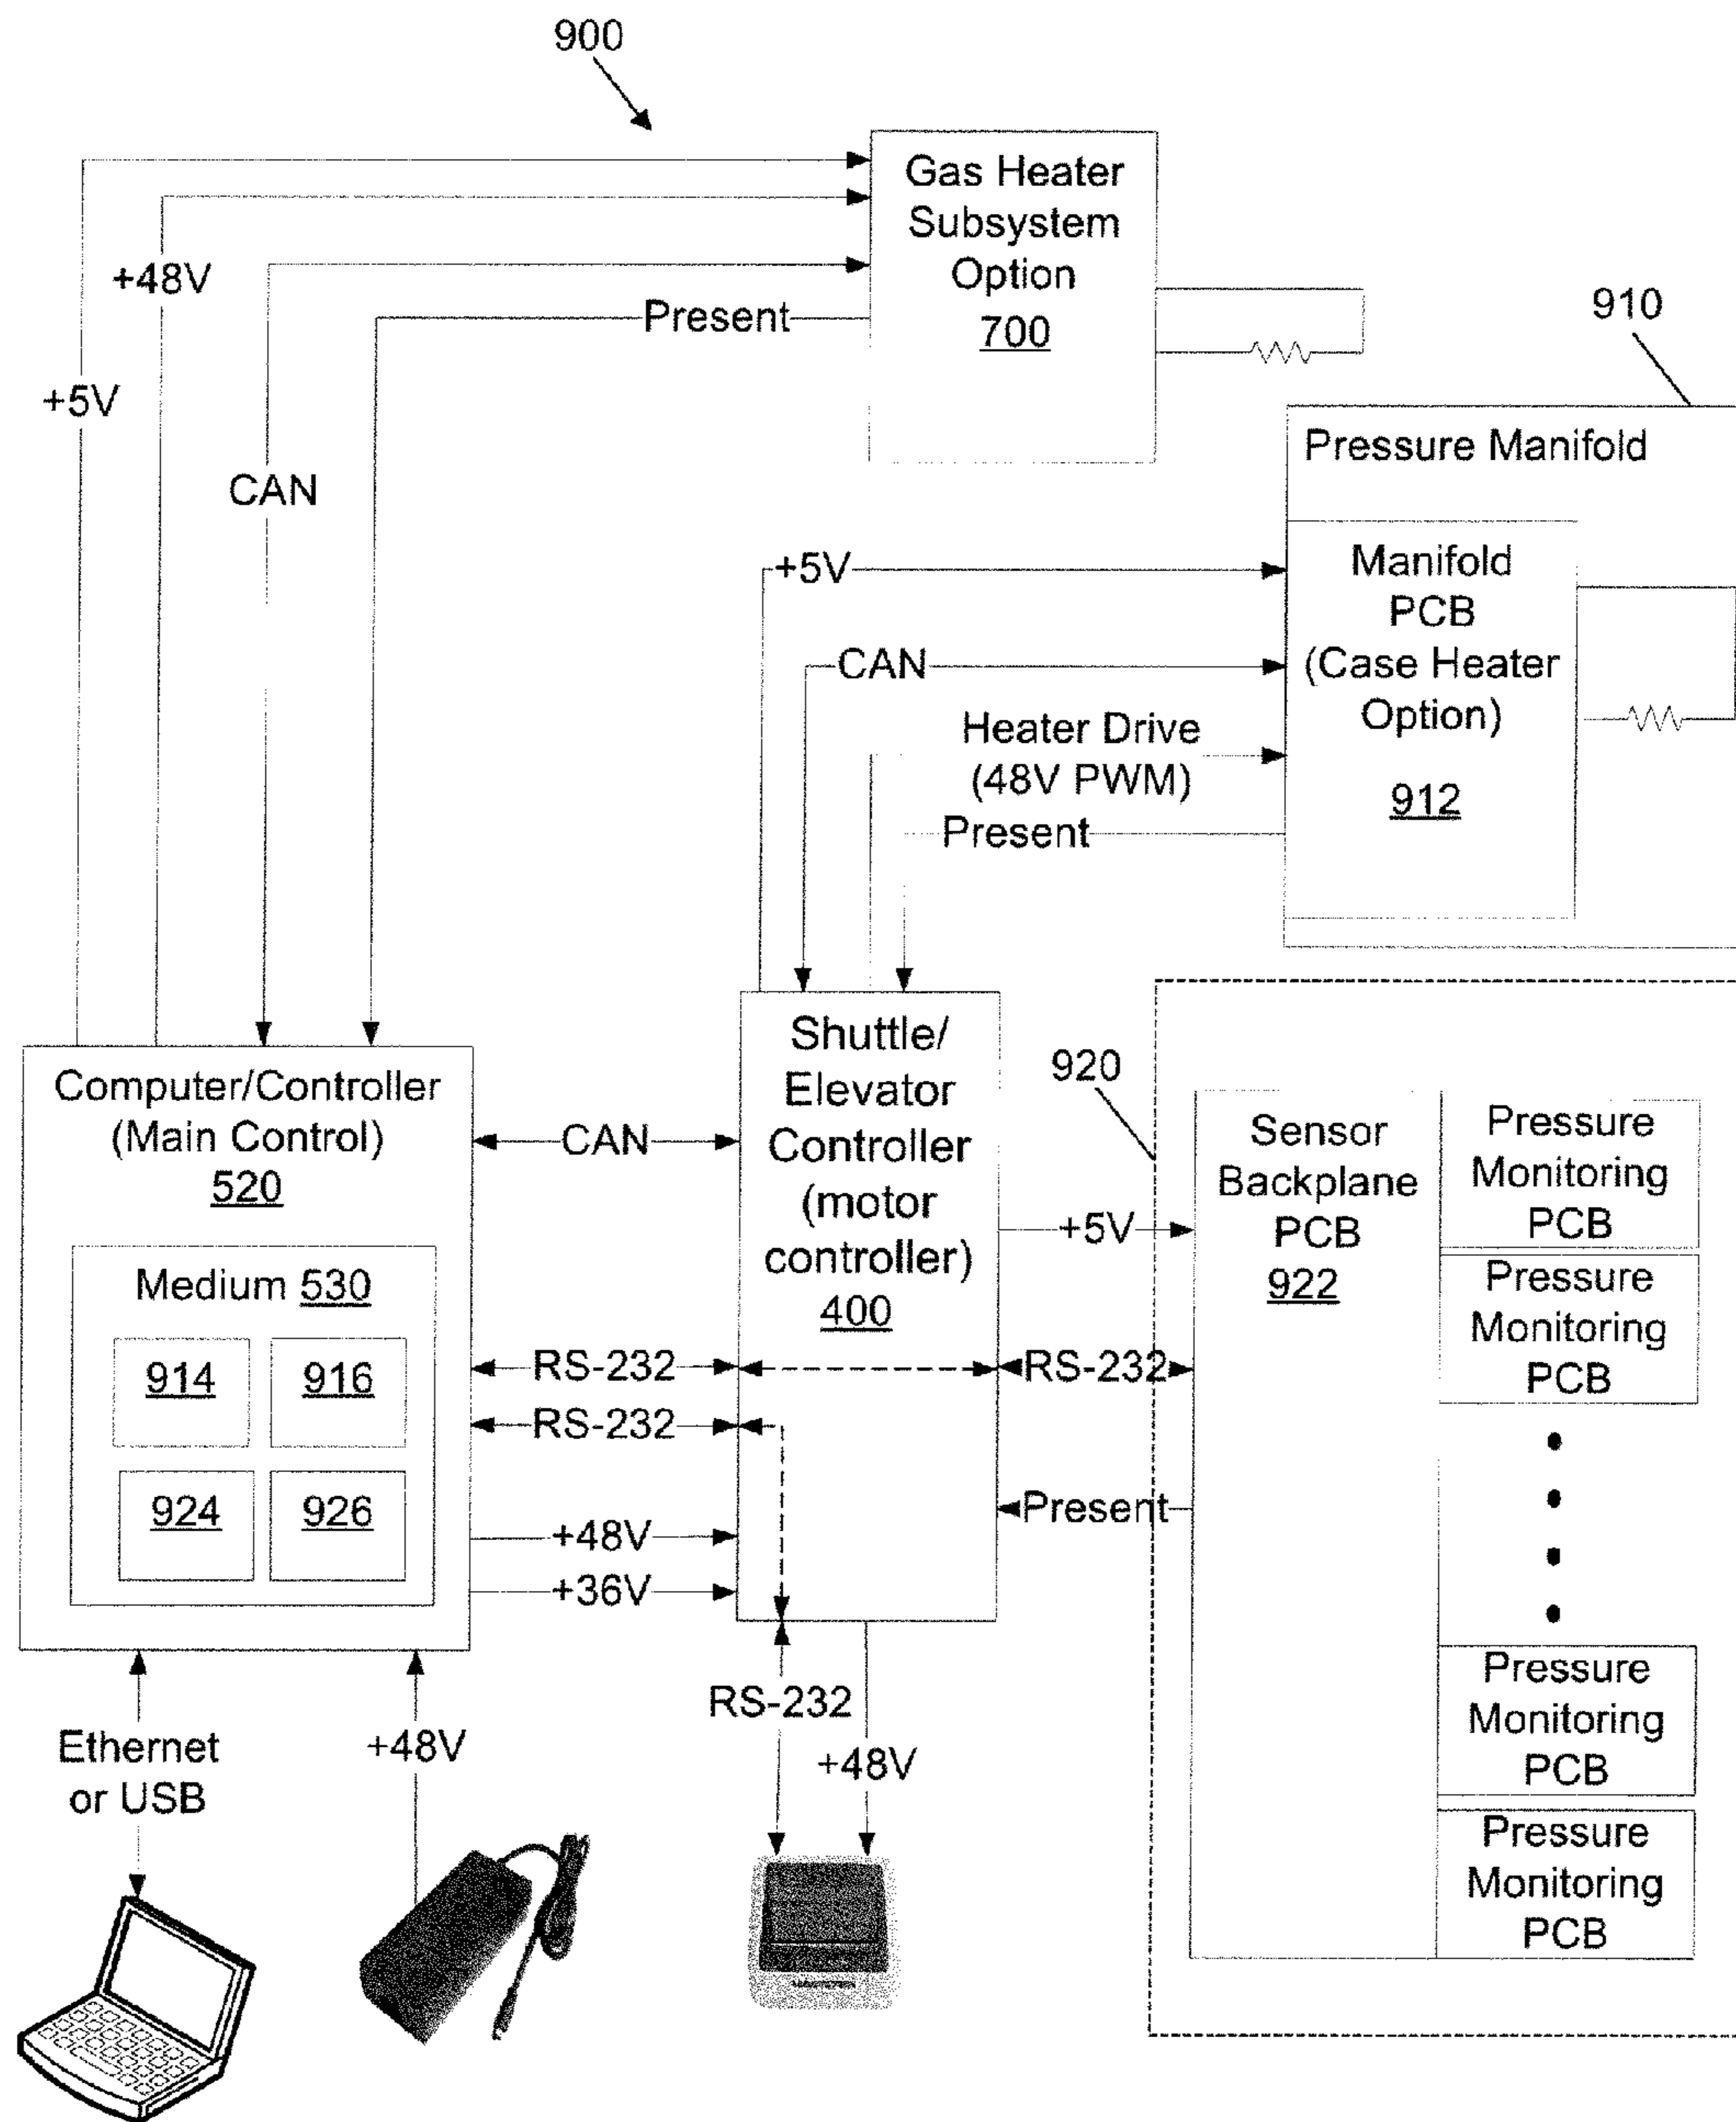 900
Gas Heater
Subsystem
Option
700
+48V
Present
+5V
CAN
910
Pressure Manifold
Manifold
PCB
(Case Heater
Option)
912
+5V
CAN
Heater Drive
(48V PWM)
Present
Computer/Controller
(Main Control)
520
Medium 530
914
916
924
926
CAN
RS-232
RS-232
+48V
+36V
Shuttle/
Elevator
Controller
(motor
controller)
400
920
+5V
RS-232
Present
Sensor
Backplane
PCB
922
Pressure
Monitoring
PCB
Pressure
Monitoring
PCB
Pressure
Monitoring
PCB
Pressure
Monitoring
PCB
Ethernet
or USB
+48V
RS-232
+48V